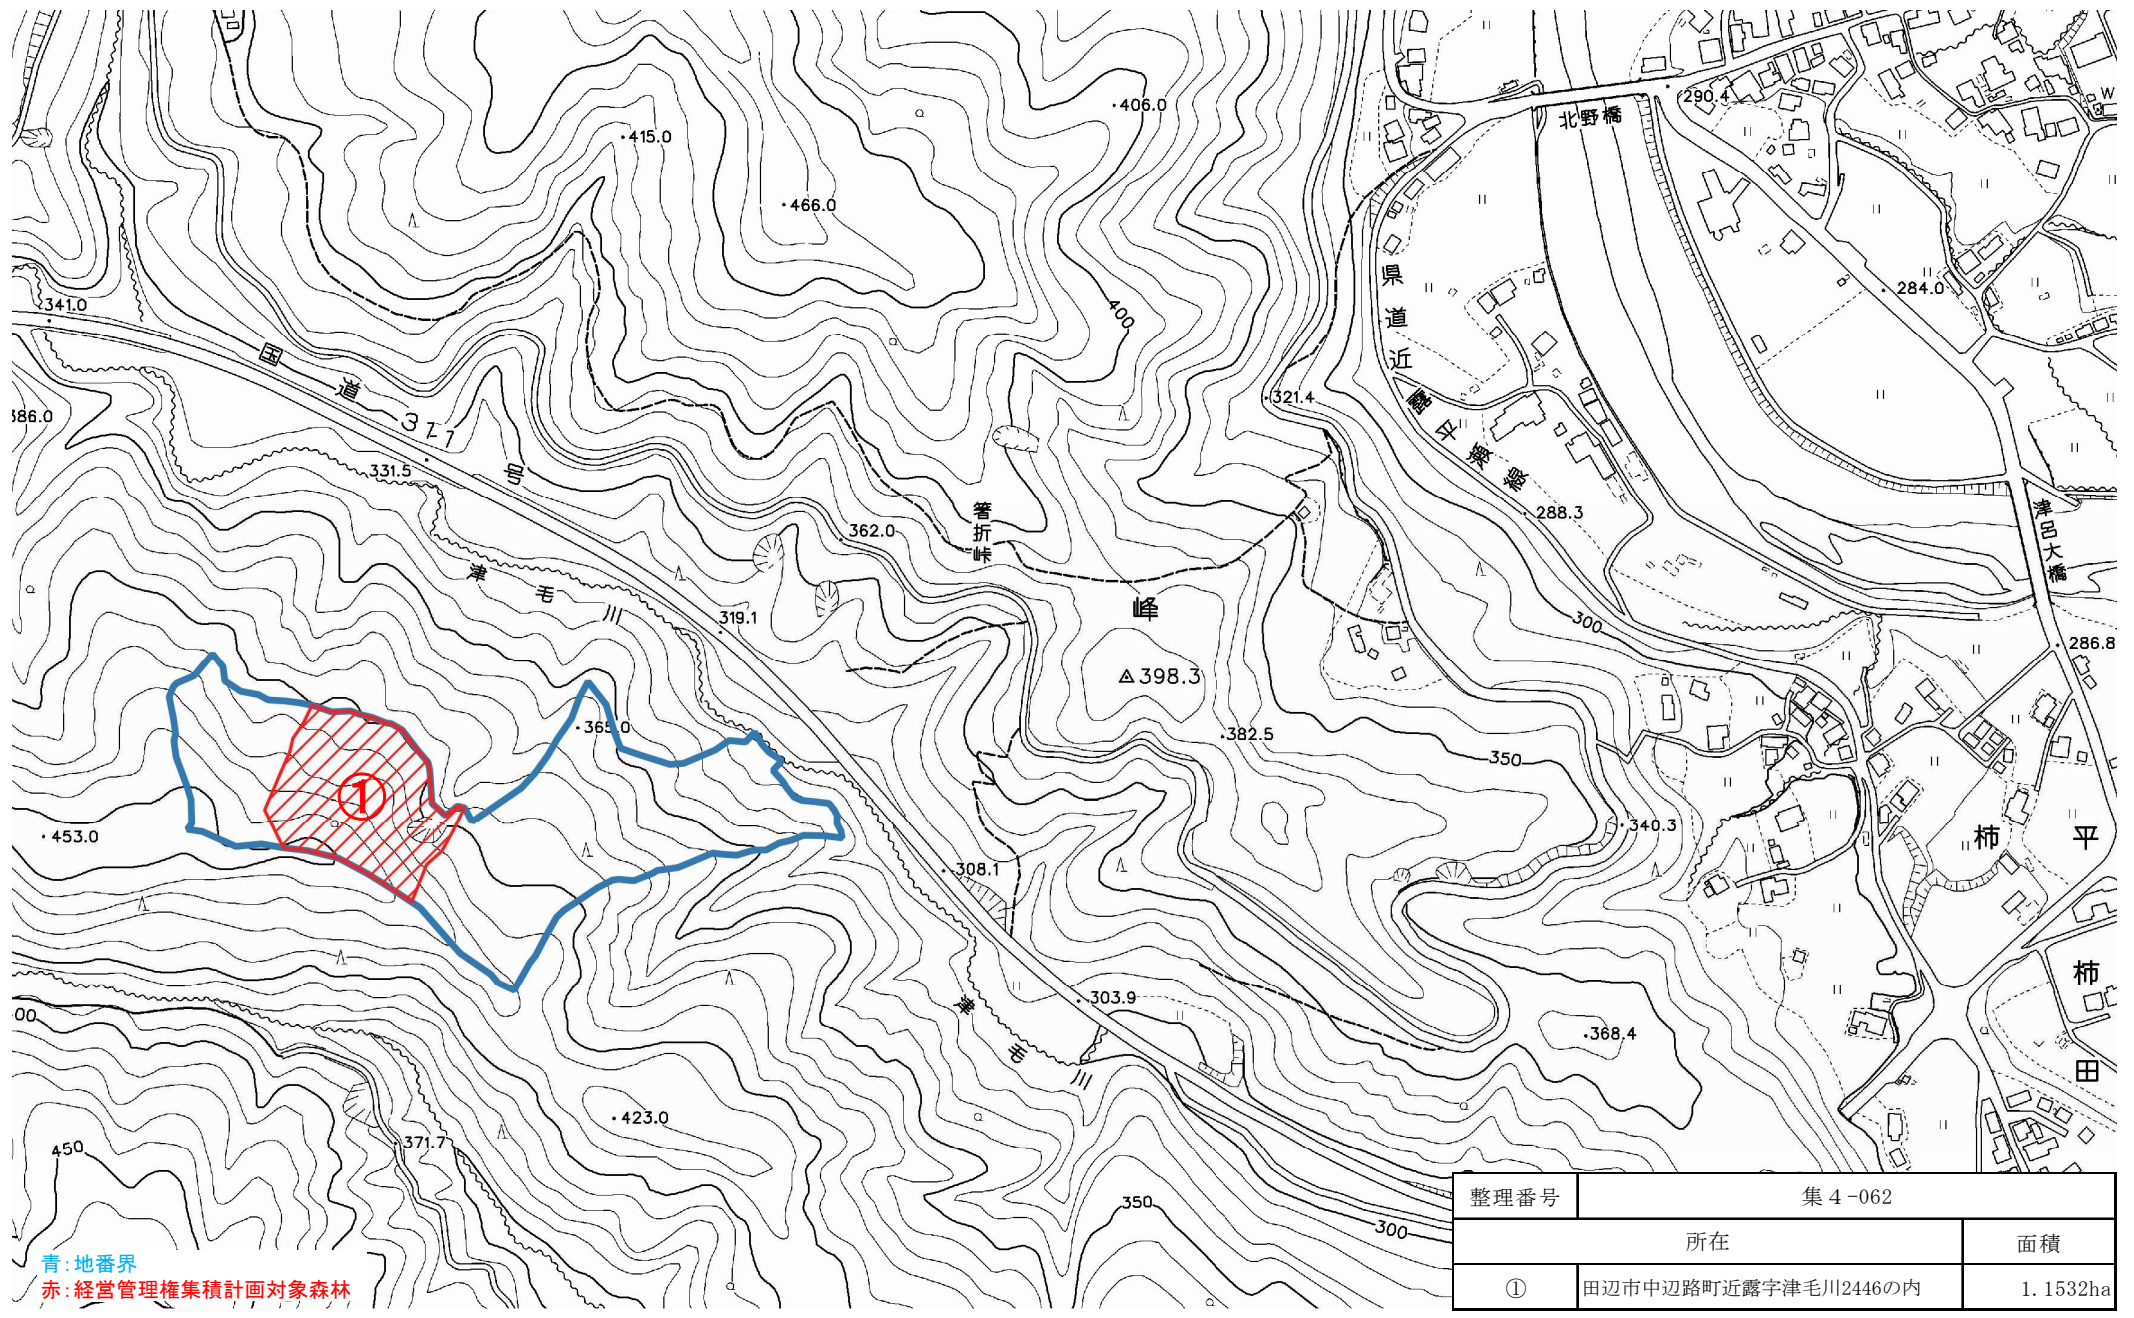 406.0
415.0
466.0
290.4
北野橋
W
284.0
341.0
国道311号
県道近露平瀬線
400
321.4
386.0
331.5
362.0
箸折峠
288.3
津呂大橋
津毛川
319.1
峰
300
398.3
286.8
365.0
382.5
350
①
453.0
340.3
柿平
308.1
303.9
368.4
柿田
津毛川
00
423.0
371.7
450
350
300
青:地番界
赤:経営管理権集積計画対象森林
整理番号 集4-062
所在 面積
① 田辺市中辺路町近露字津毛川2446の内 1.1532ha